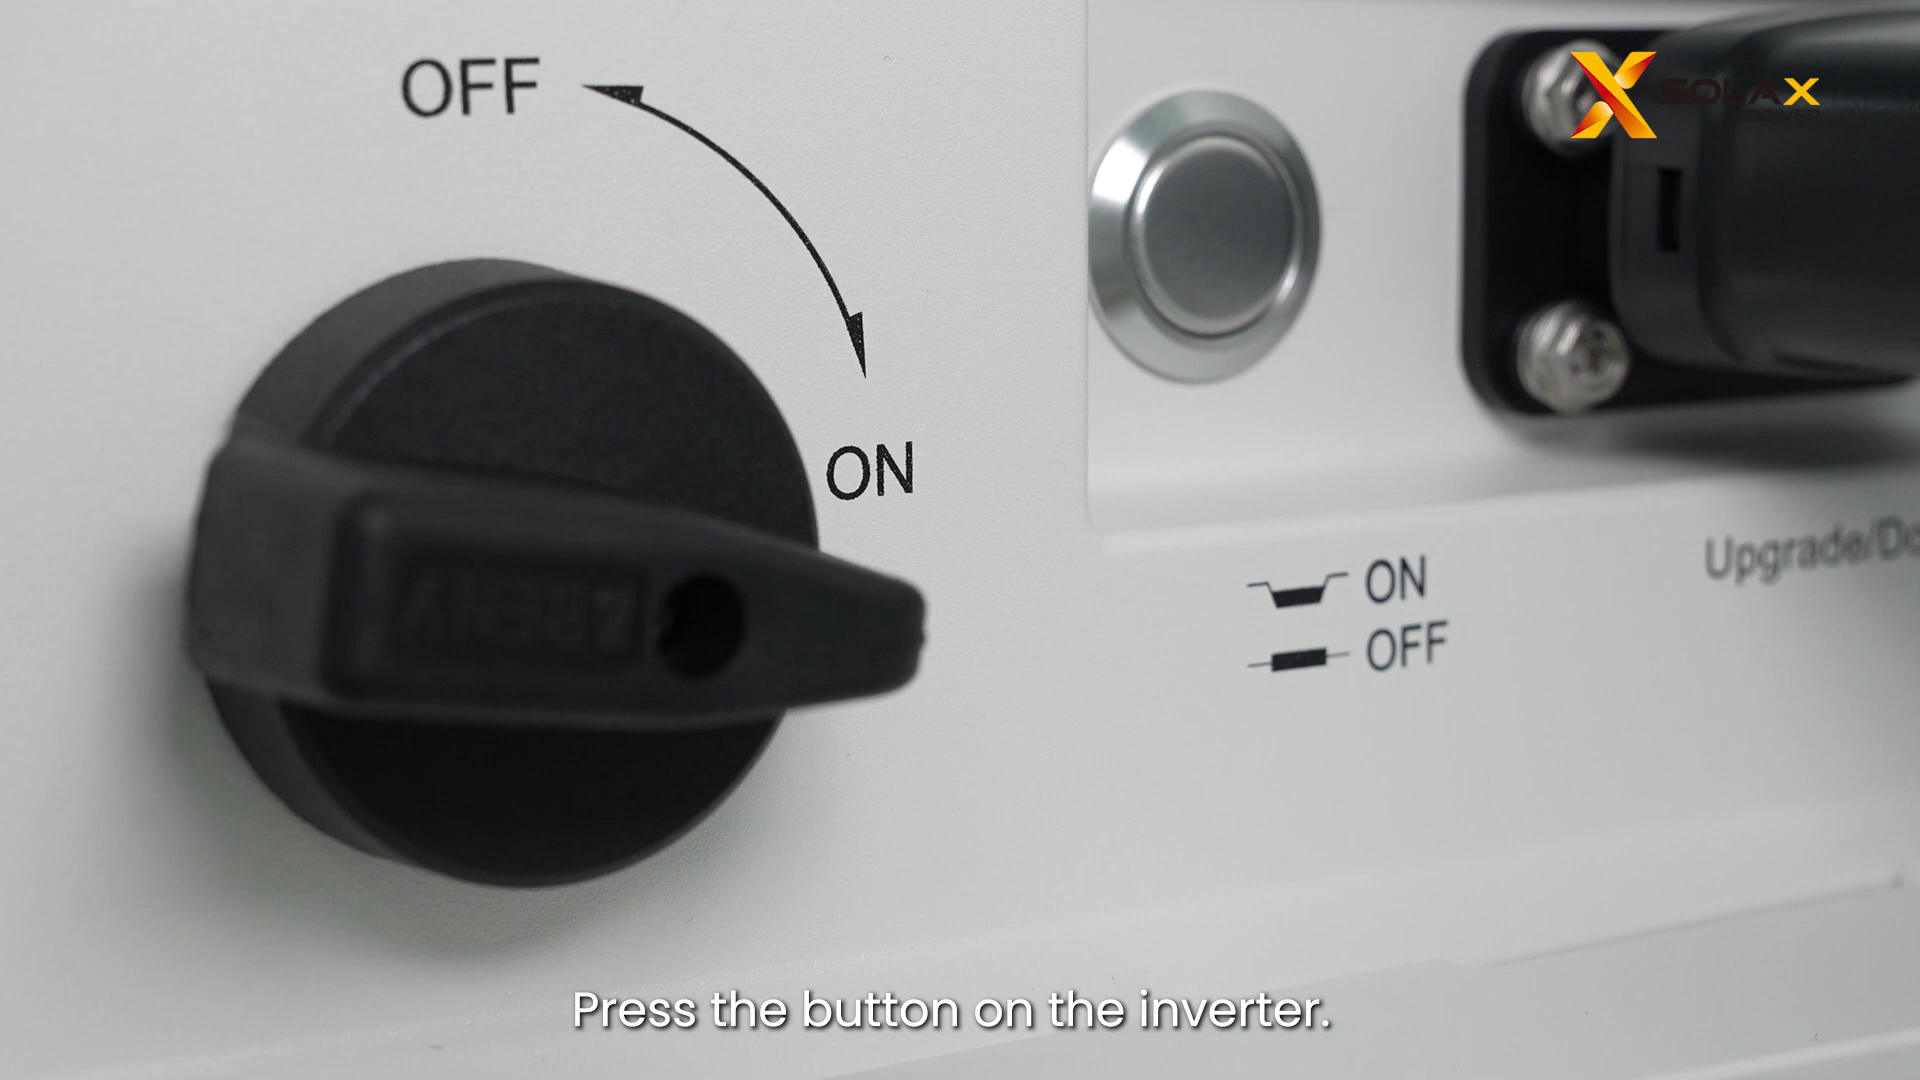 OFF
ON
SOLAX
POWER
ON
OFF
Upgrade/Do
Press the button on the inverter.